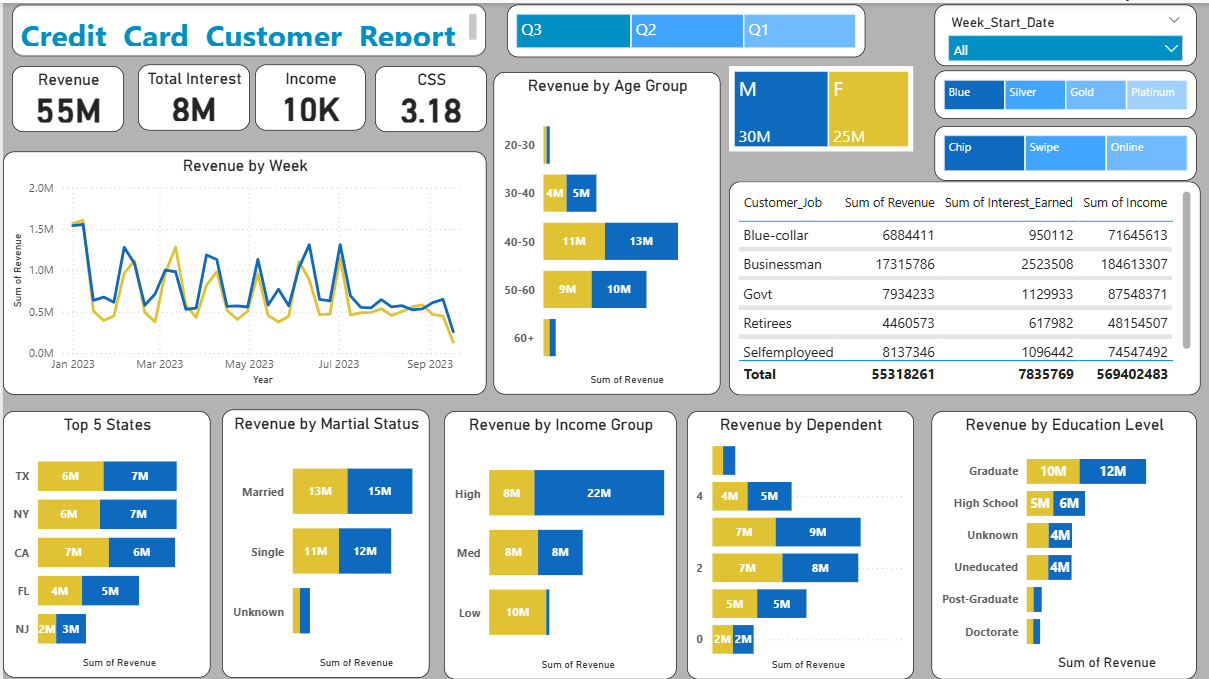 Credit Card Customer Report
Q3 Q2 Q1
Week_Start_Date
All
Revenue
55M
Total Interest
8M
Income
10K
CSS
3.18
Blue Silver Gold Platinum
Chip Swipe Online
M
30M
F
25M
Revenue by Week
Sum of Revenue
2.0M
1.5M
1.0M
0.5M
0.0M
Jan 2023 Mar 2023 May 2023 Jul 2023 Sep 2023
Year
Revenue by Age Group
20-30
30-40 4M 5M
40-50 11M 13M
50-60 9M 10M
60+
Sum of Revenue
Customer_Job Sum of Revenue Sum of Interest_Earned Sum of Income
Blue-collar 6884411 950112 71645613
Businessman 17315786 2523508 184613307
Govt 7934233 1129933 87548371
Retirees 4460573 617982 48154507
Selfemployeed 8137346 1096442 74547492
Total 55318261 7835769 569402483
Top 5 States
TX 6M 7M
NY 6M 7M
CA 7M 6M
FL 4M 5M
NJ 2M 3M
Sum of Revenue
Revenue by Martial Status
Married 13M 15M
Single 11M 12M
Unknown
Sum of Revenue
Revenue by Income Group
High 8M 22M
Med 8M 8M
Low 10M
Sum of Revenue
Revenue by Dependent
4 4M 5M
7M 9M
2 7M 8M
5M 5M
0 2M 2M
Sum of Revenue
Revenue by Education Level
Graduate 10M 12M
High School 5M 6M
Unknown 4M
Uneducated 4M
Post-Graduate
Doctorate
Sum of Revenue